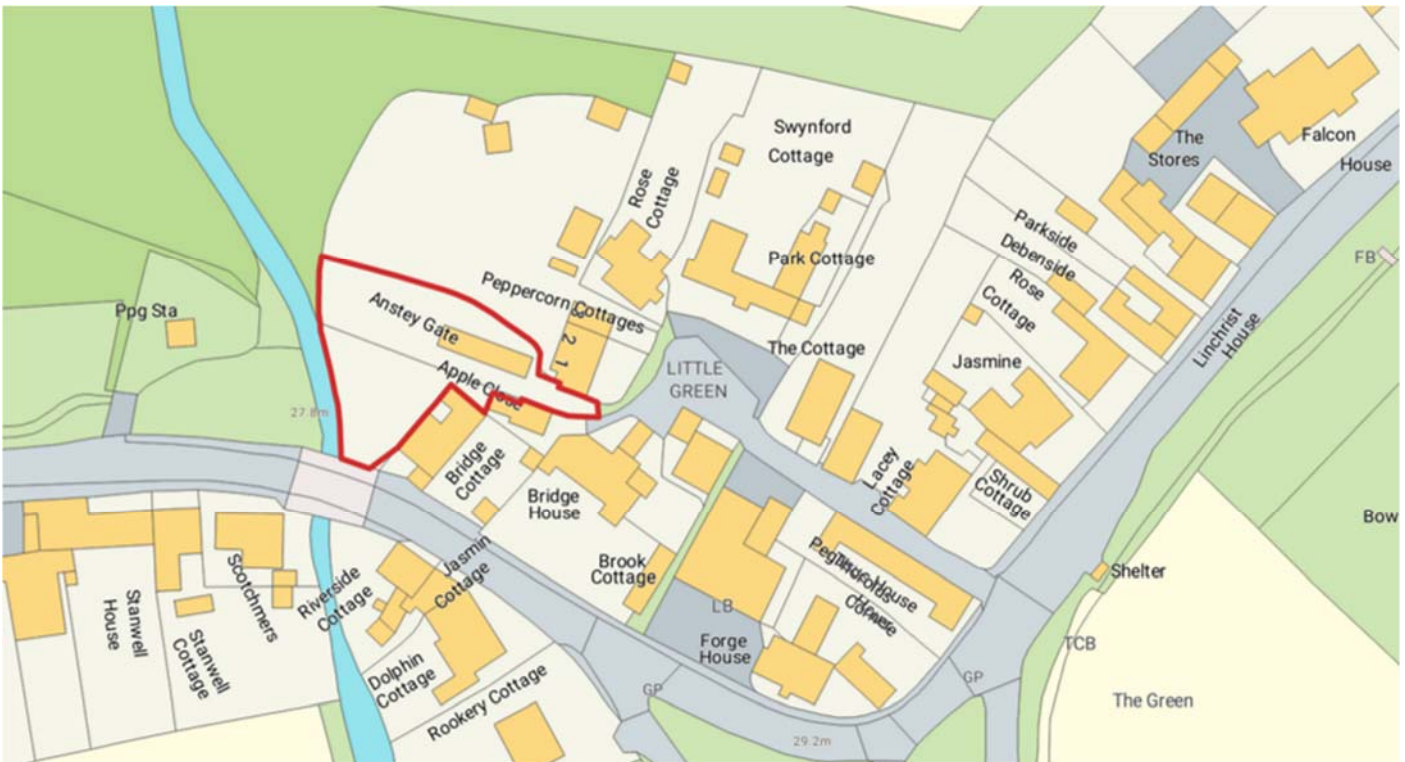 Swynford
Cottage
The
Stores
Falcon
House
Rose
Cottage
Parkside
Debenside
Park Cottage
FB
Ppg Sta
Anstey Gate
Peppercorn Cottages
3
2
1
Rose
Cottage
Linchrist
House
The Cottage
Jasmine
LITTLE
GREEN
Apple Close
27.8m
Bridge
Cottage
Bridge
House
Lacey
Cottage
Shrub
Cottage
Bow
Jasmin
Cottage
Brook
Cottage
House
Corner
Shelter
Stanwell
House
Stanwell
Cottage
Scotchmers
Riverside
Cottage
LB
Forge
House
TCB
Dolphin
Cottage
GP
GP
The Green
Rookery Cottage
29.2m